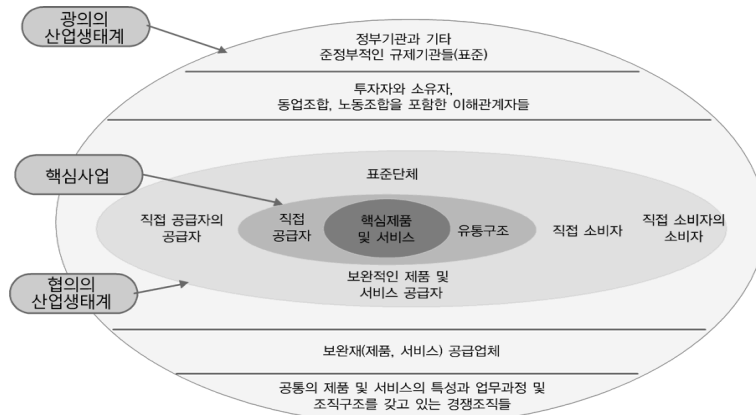 광의의
산업생태계
정부기관과 기타
준정부적인 규제기관들(표준)
투자자와 소유자,
동업조합, 노동조합을 포함한 이해관계자들
핵심사업
표준단체
직접 공급자의
공급자
직접
공급자
핵심제품
및 서비스
유통구조
직접 소비자
직접 소비자의
소비자
협의의
산업생태계
보완적인 제품 및
서비스 공급자
보완재(제품, 서비스) 공급업체
공통의 제품 및 서비스의 특성과 업무과정 및
조직구조를 갖고 있는 경쟁조직들